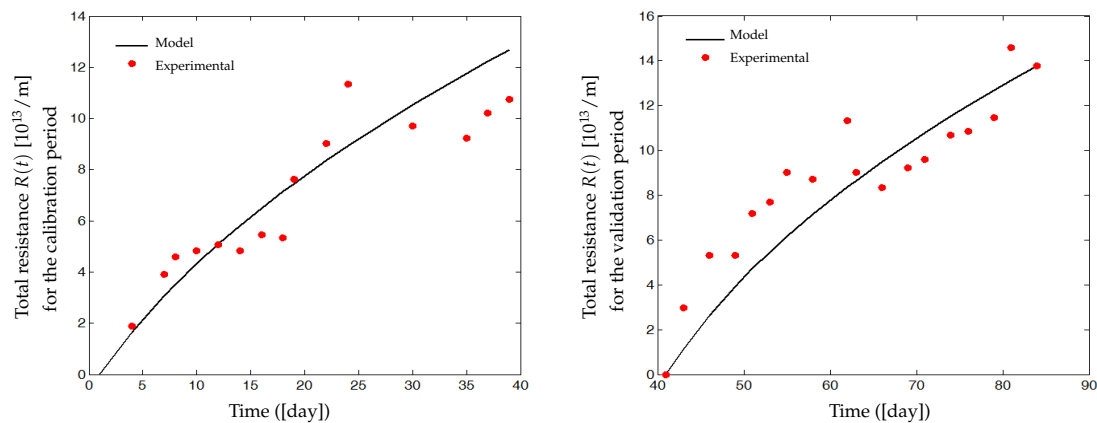 Total resistance R(t) [10^13/m]
for the calibration period
14
12
10
8
6
4
2
0
Model
Experimental
0 5 10 15 20 25 30 35 40
Time ([day])
Total resistance R(t) [10^13/m]
for the validation period
16
14
12
10
8
6
4
2
0
Model
Experimental
40 50 60 70 80 90
Time ([day])